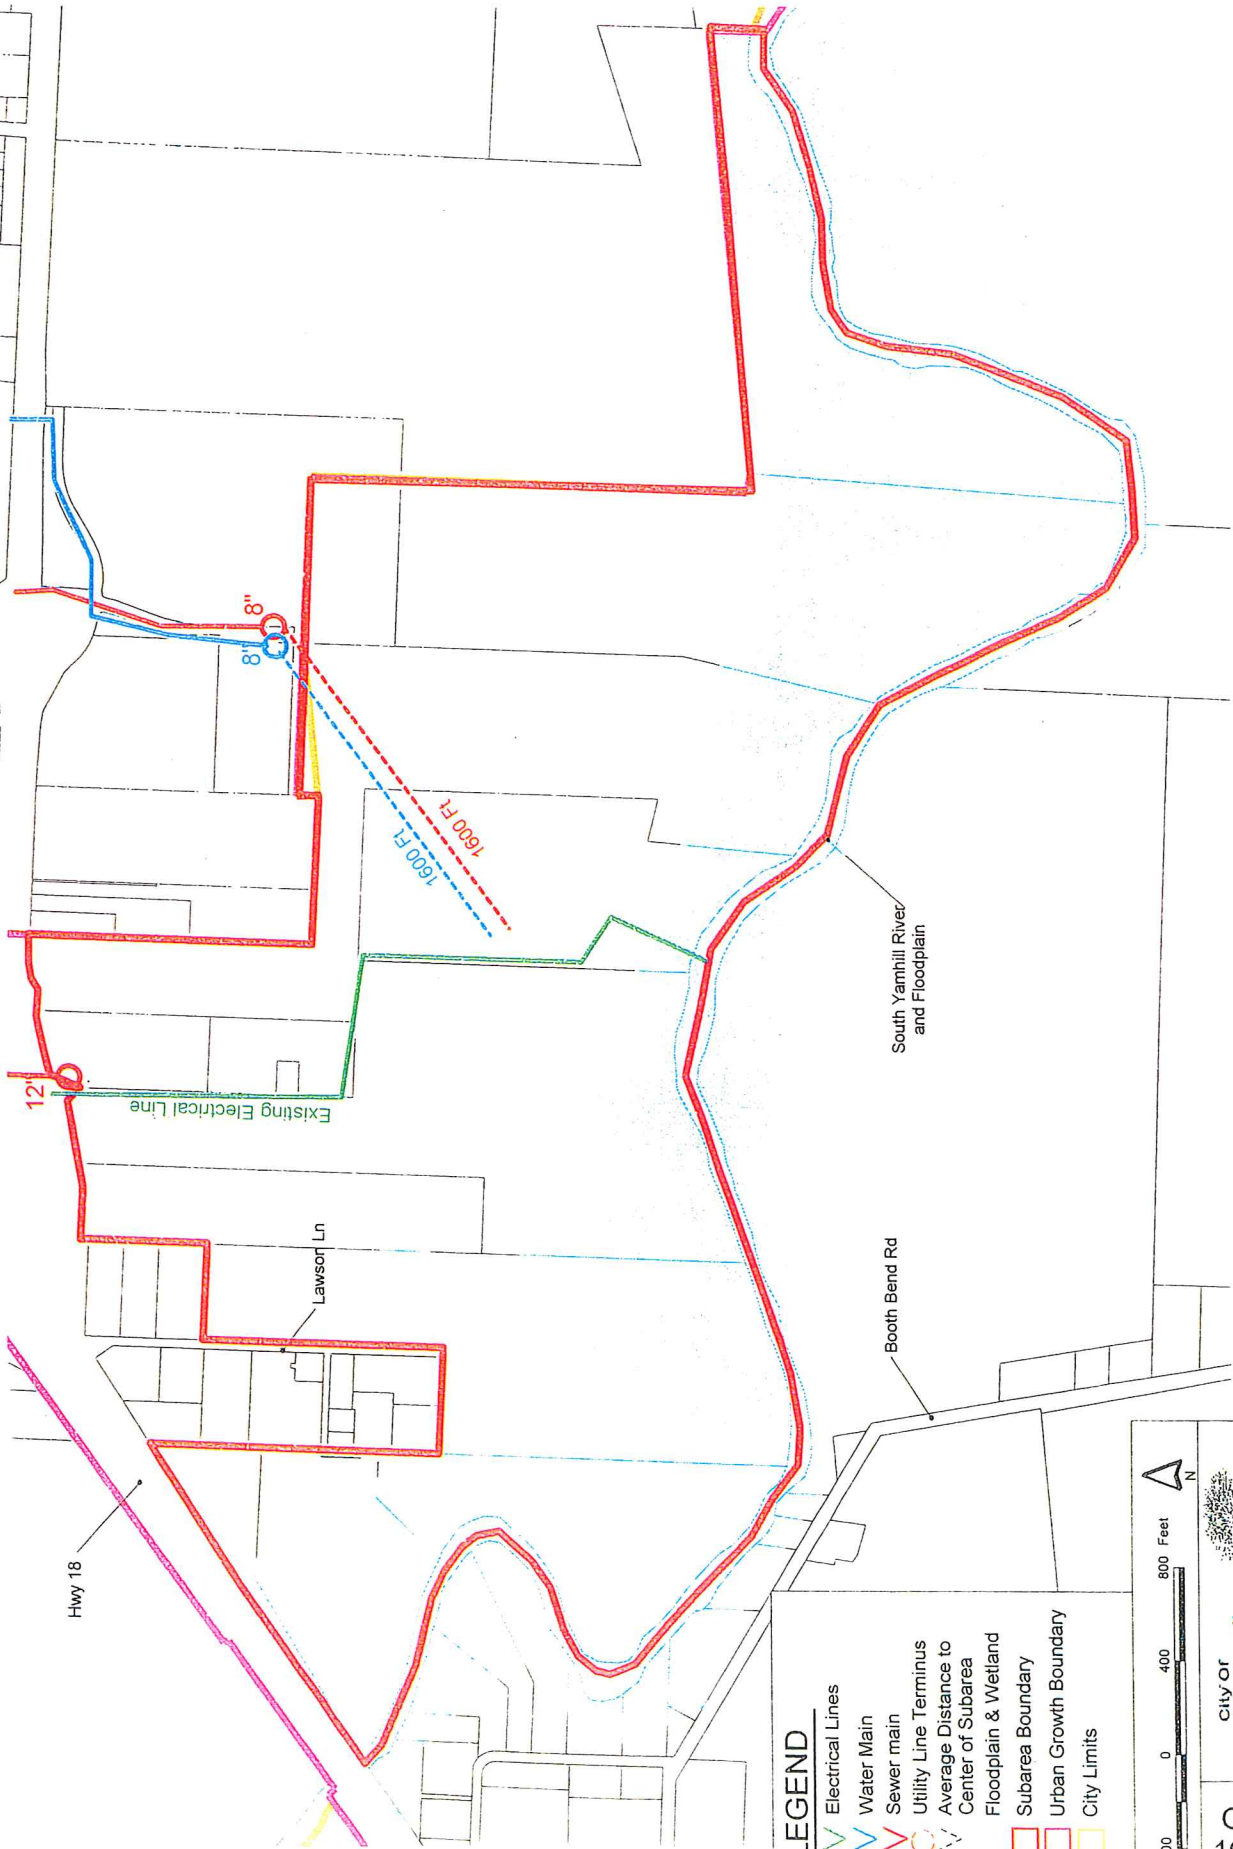 Hwy 18
Lawson Ln
12"
Existing Electrical Line
8"
8"
1600 Ft
1600 Ft
South Yamhill River
and Floodplain
Booth Bend Rd
LEGEND
Electrical Lines
Water Main
Sewer main
Utility Line Terminus
Average Distance to
Center of Subarea
Floodplain & Wetland
Subarea Boundary
Urban Growth Boundary
City Limits
0 400 800 Feet
N
City Of